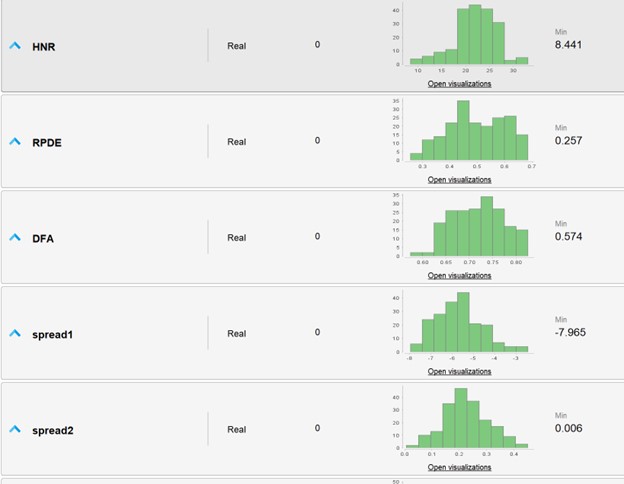 HNR Real 0
40
30
20
10
0
10 15 20 25 30
Open visualizations
Min
8.441
RPDE Real 0
35
30
25
20
15
10
5
0
0.3 0.4 0.5 0.6 0.7
Open visualizations
Min
0.257
DFA Real 0
35
30
25
20
15
10
5
0
0.60 0.65 0.70 0.75 0.80
Open visualizations
Min
0.574
spread1 Real 0
40
30
20
10
0
-8 -7 -6 -5 -4 -3
Open visualizations
Min
-7.965
spread2 Real 0
40
30
20
10
0
0.0 0.1 0.2 0.3 0.4
Open visualizations
Min
0.006
50